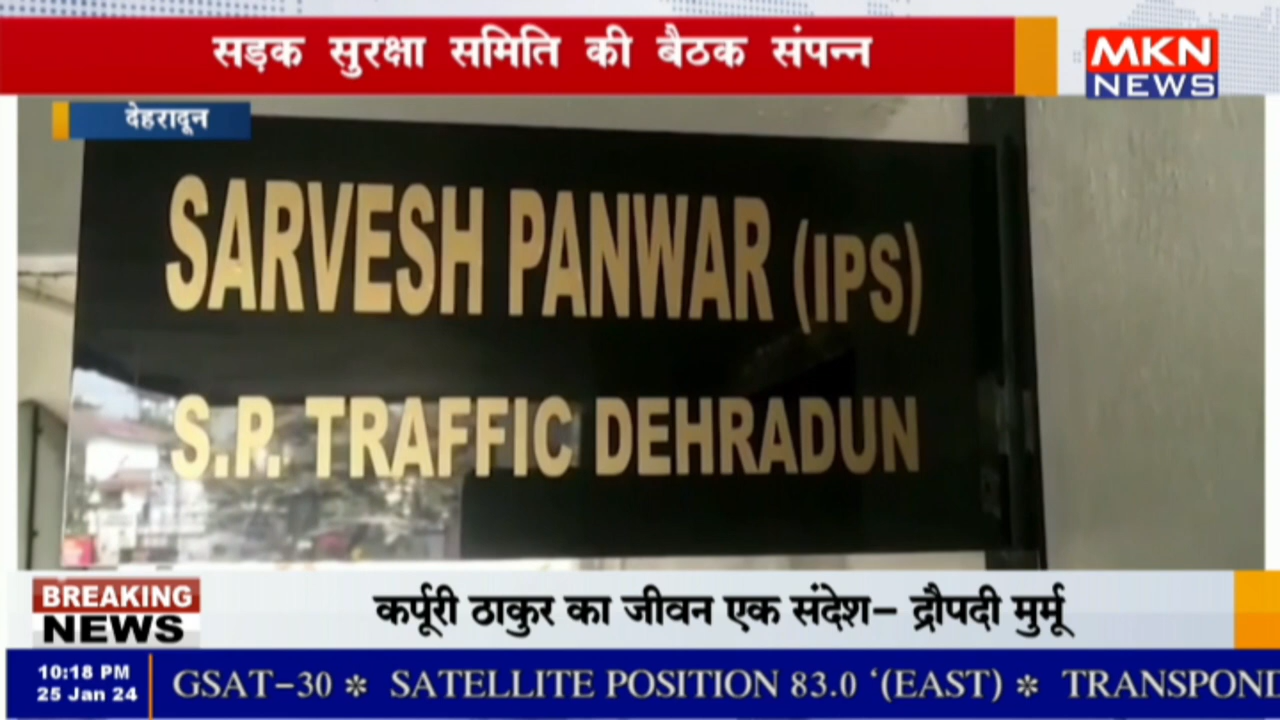 सड़क सुरक्षा समिति की बैठक संपन्न
MKN
NEWS
देहरादून
SARVESH PANWAR (IPS)
S.P. TRAFFIC DEHRADUN
BREAKING
NEWS
कर्पूरी ठाकुर का जीवन एक संदेश– द्रौपदी मुर्मू
10:18 PM
25 Jan 24
GSAT-30 * SATELLITE POSITION 83.0 ‘(EAST) * TRANSPOND